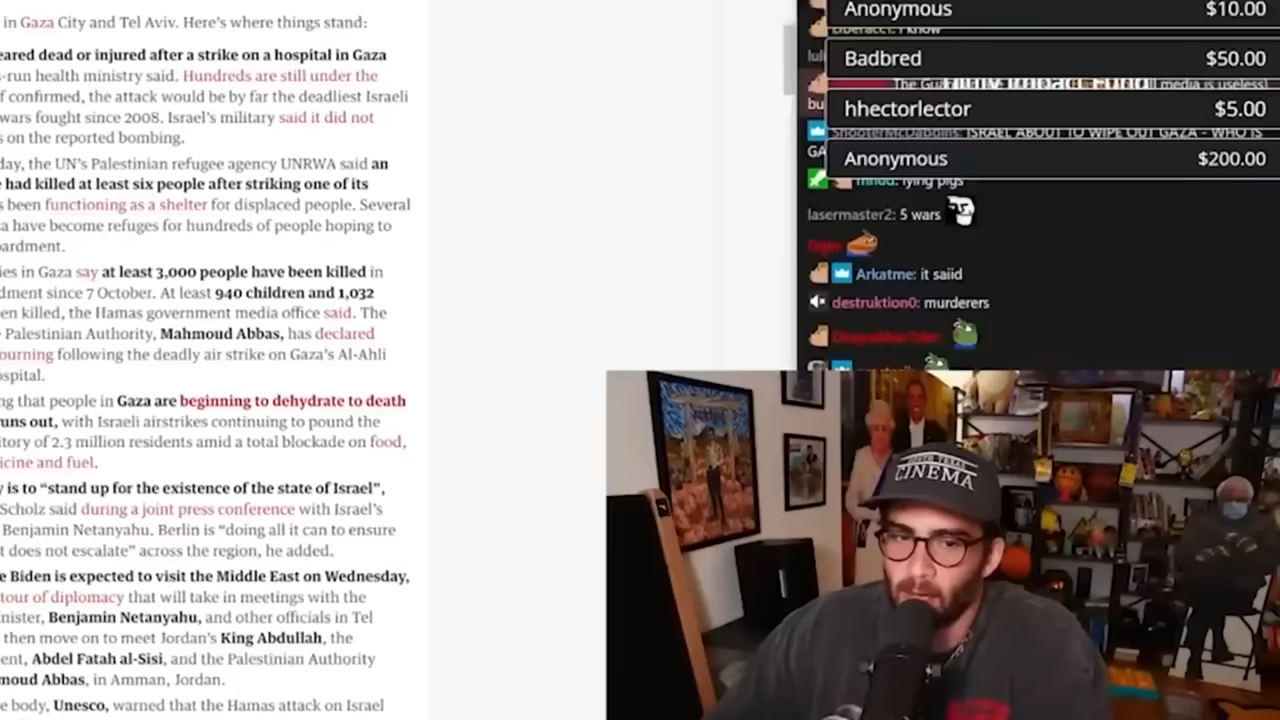 in Gaza City and Tel Aviv. Here's where things stand:
eared dead or injured after a strike on a hospital in Gaza
-run health ministry said. Hundreds are still under the
f confirmed, the attack would be by far the deadliest Israeli
wars fought since 2008. Israel's military said it did not
s on the reported bombing.
day, the UN's Palestinian refugee agency UNRWA said an
e had killed at least six people after striking one of its
s been functioning as a shelter for displaced people. Several
a have become refuges for hundreds of people hoping to
ardment.
ies in Gaza say at least 3,000 people have been killed in
dment since 7 October. At least 940 children and 1,032
en killed, the Hamas government media office said. The
Palestinian Authority, Mahmoud Abbas, has declared
ourning following the deadly air strike on Gaza's Al-Ahli
spital.
ng that people in Gaza are beginning to dehydrate to death
uns out, with Israeli airstrikes continuing to pound the
itory of 2.3 million residents amid a total blockade on food,
icine and fuel.
y is to "stand up for the existence of the state of Israel",
Scholz said during a joint press conference with Israel's
Benjamin Netanyahu. Berlin is "doing all it can to ensure
t does not escalate" across the region, he added.
e Biden is expected to visit the Middle East on Wednesday,
tour of diplomacy that will take in meetings with the
nister, Benjamin Netanyahu, and other officials in Tel
then move on to meet Jordan's King Abdullah, the
ent, Abdel Fatah al-Sisi, and the Palestinian Authority
moud Abbas, in Amman, Jordan.
e body, Unesco, warned that the Hamas attack on Israel
Anonymous $10.00
i know
lul
Badbred $50.00
The Gu media is useless
bu
hhectorlector $5.00
ShooterMcDabbins: ISRAEL ABOUT TO WIPE OUT GAZA - WHO IS
GA
Anonymous $200.00
lying pigs
lasermaster2: 5 wars
Arkatme: it saiid
destruktion0: murderers
SOUTH TEXAS
CINEMA